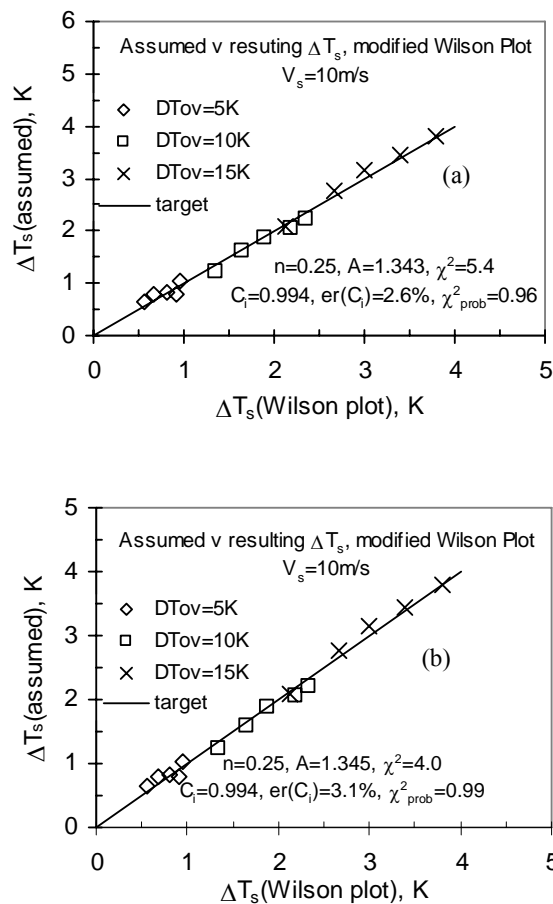 6
Assumed v resuting ΔTs, modified Wilson Plot
Vs=10m/s
5
DTov=5K
DTov=10K
4
DTov=15K
(a)
3
target
2
n=0.25, A=1.343, χ²=5.4
1
Ci=0.994, er(Ci)=2.6%, χ²prob=0.96
0
0 1 2 3 4 5
ΔTs(assumed), K
ΔTs(Wilson plot), K
5
Assumed v resulting ΔTs, modified Wilson Plot
Vs=10m/s
4
DTov=5K
DTov=10K
3
DTov=15K
(b)
target
2
n=0.25, A=1.345, χ²=4.0
1
Ci=0.994, er(Ci)=3.1%, χ²prob=0.99
0
0 1 2 3 4 5
ΔTs(assumed), K
ΔTs(Wilson plot), K